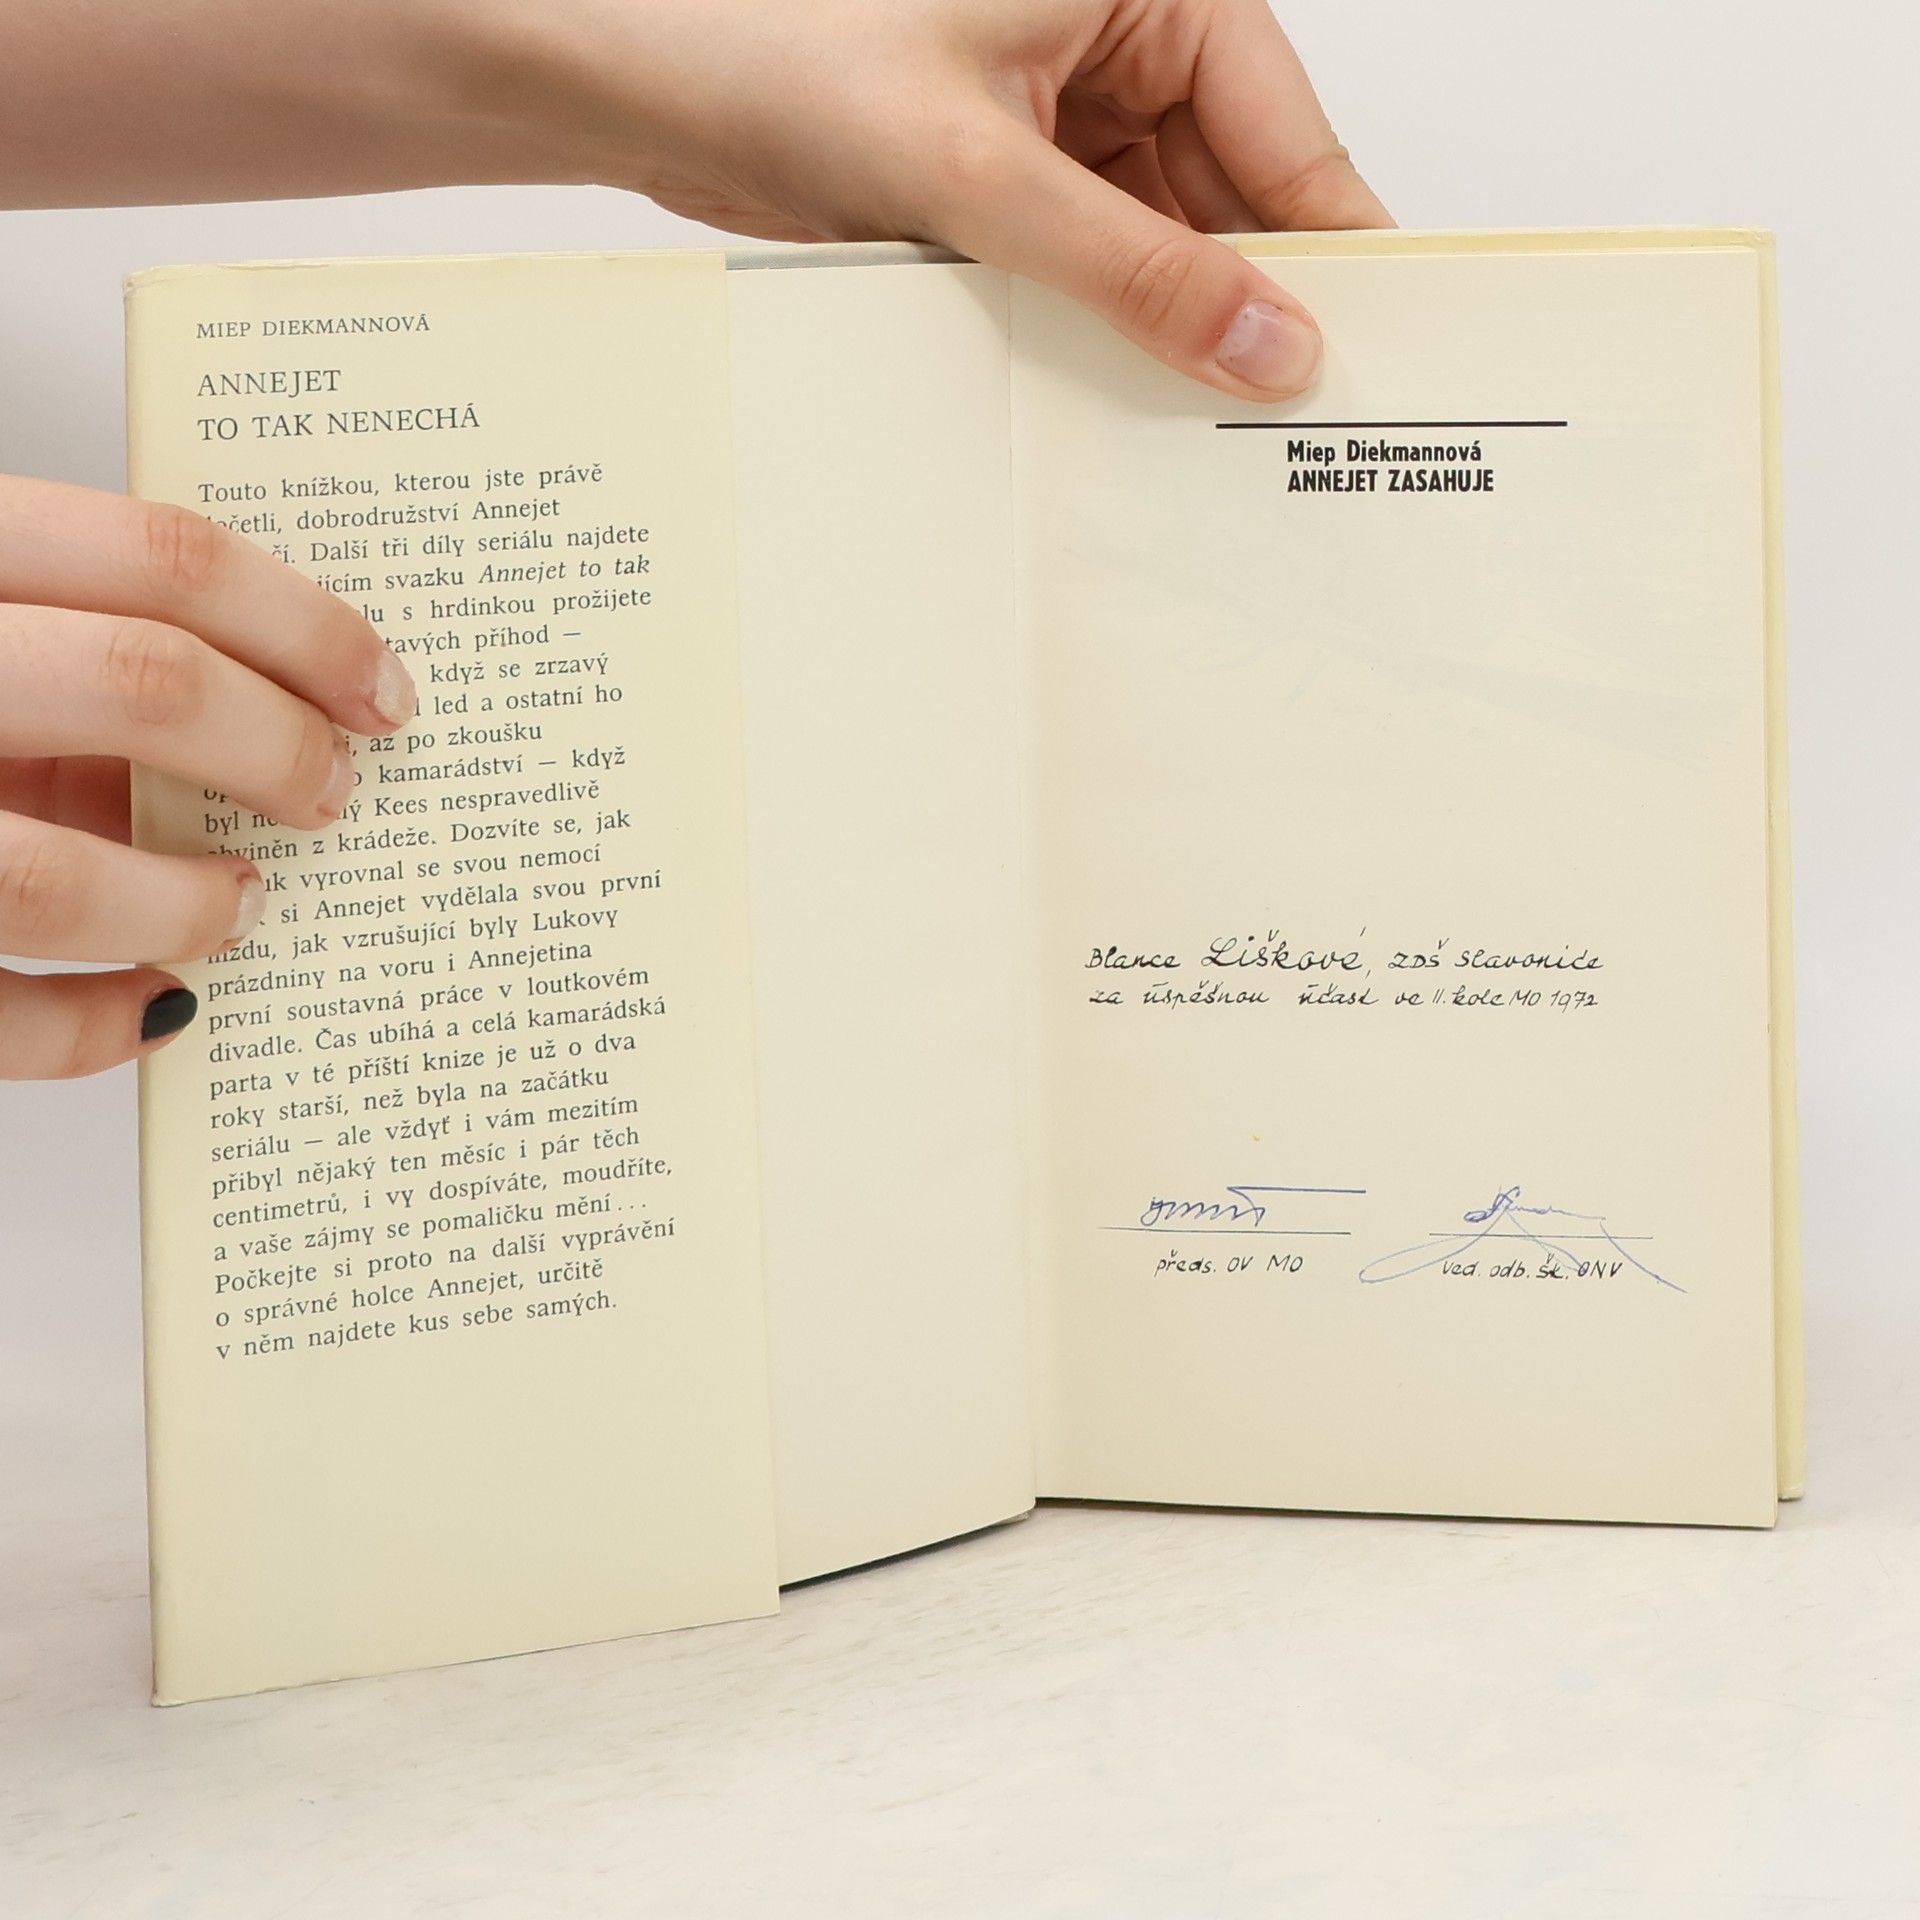 MIEP DIEKMANNOVÁ
ANNEJET
TO TAK NENECHÁ
Touto knížkou, kterou jste právě
dobrodružství Annejet
Další tři díly seriálu najdete
svazku Annejet to tak
s hrdinkou prožijete
příhod —
když se zrzavý
led a ostatní ho
až po zkoušku
kamarádství — když
byl Kees nespravedlivě
z krádeže. Dozvíte se, jak
vyrovnal se svou nemocí
si Annejet vydělala svou první
jak vzrušující byly Lukovy
prázdniny na voru i Annejetina
první soustavná práce v loutkovém
divadle. Čas ubíhá a celá kamarádská
parta v té příští knize je už o dva
roky starší, než byla na začátku
seriálu — ale vždyť i vám mezitím
přibyl nějaký ten měsíc i pár těch
centimetrů, i vy dospíváte, moudříte,
a vaše zájmy se pomaličku mění...
Počkejte si proto na další vyprávění
o správné holce Annejet, určitě
v něm najdete kus sebe samých.
Miep Diekmannová
ANNEJET ZASAHUJE
Blance Liškové, ZDŠ Slavonice
za úspěšnou účast ve II. kole MO 1972
předs. OV MO
ved. odb. šk. ONV